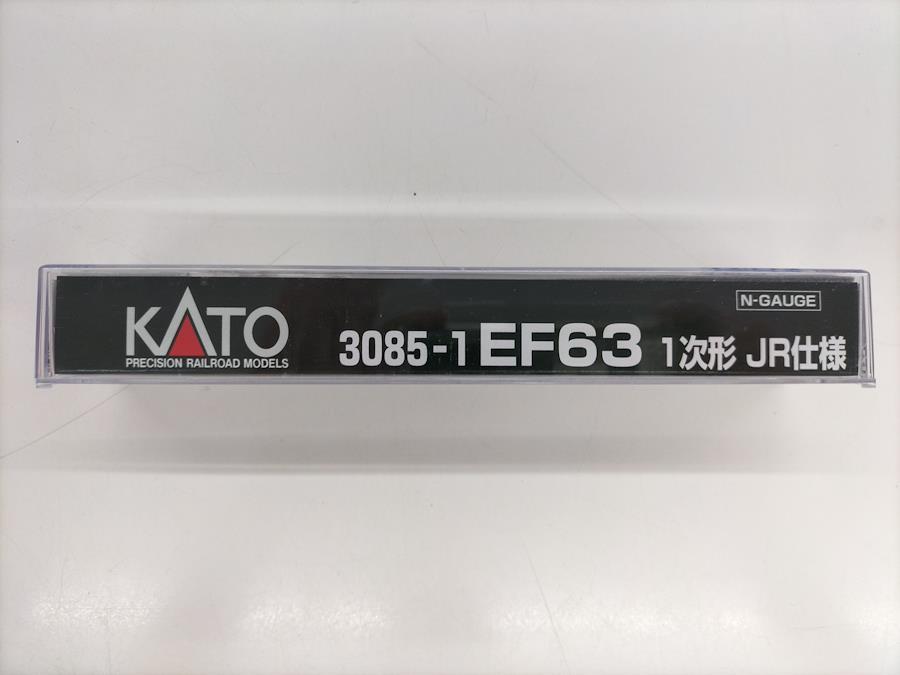 N-GAUGE
KATO
PRECISION RAILROAD MODELS
3085-1 EF63 1次形 JR仕様